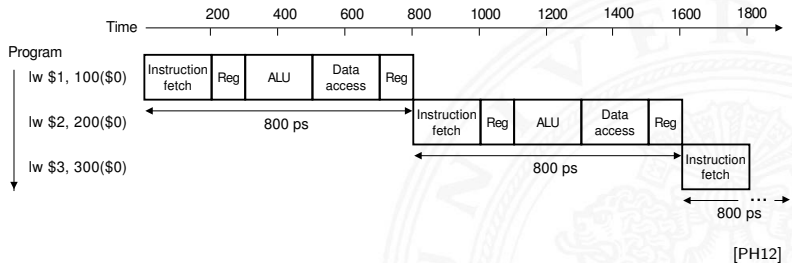 200 400 600 800 1000 1200 1400 1600 1800
Time
Program
lw $1, 100($0) Instruction fetch Reg ALU Data access Reg
800 ps
lw $2, 200($0) Instruction fetch Reg ALU Data access Reg
800 ps
lw $3, 300($0) Instruction fetch
...
800 ps
[PH12]